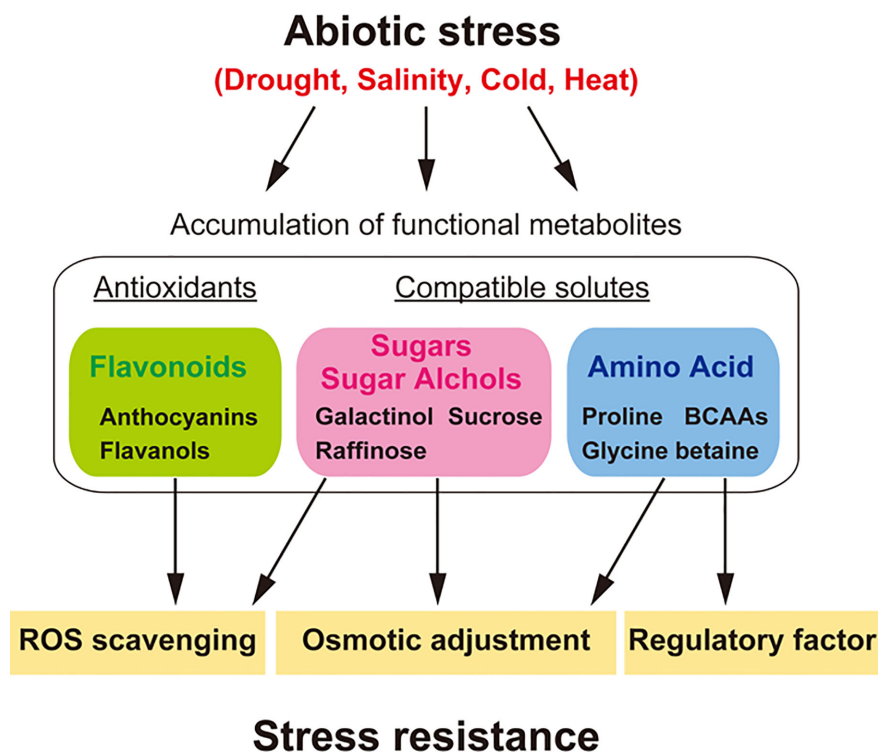 Abiotic stress
(Drought, Salinity, Cold, Heat)
Accumulation of functional metabolites
Antioxidants
Compatible solutes
Flavonoids
Anthocyanins
Flavanols
Sugars
Sugar Alchols
Galactinol Sucrose
Raffinose
Amino Acid
Proline BCAAs
Glycine betaine
ROS scavenging
Osmotic adjustment
Regulatory factor
Stress resistance